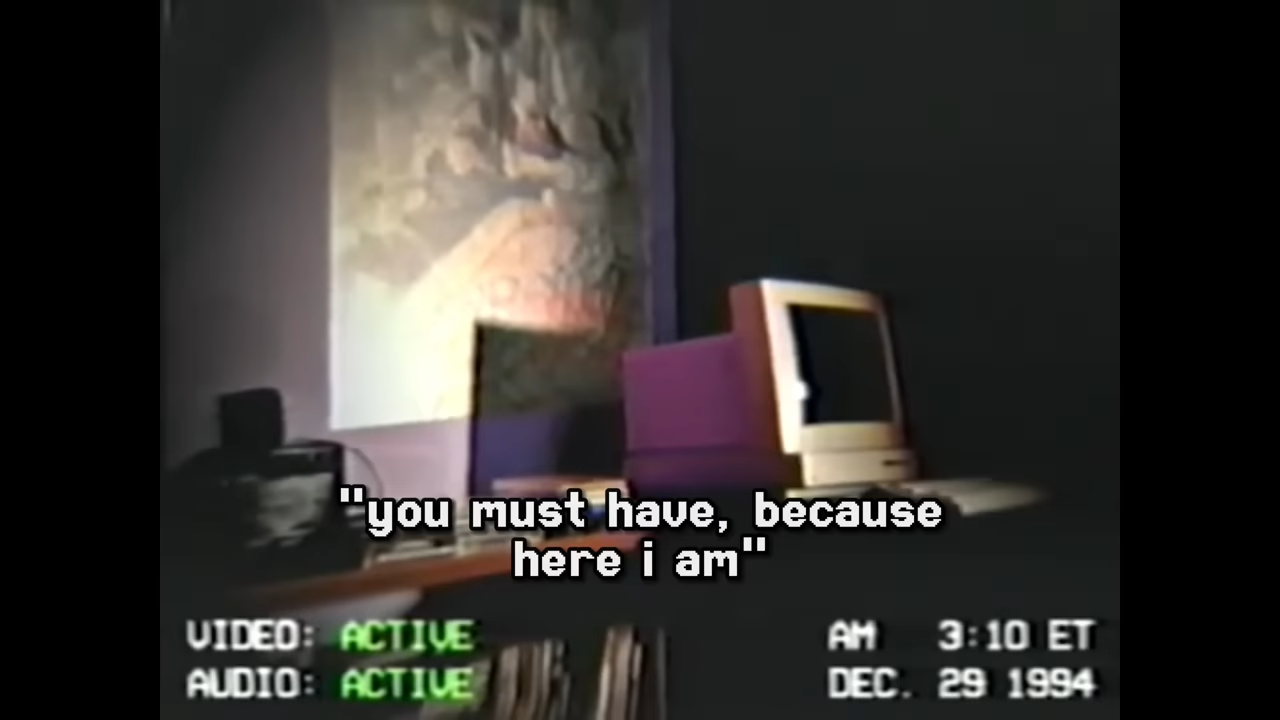 "you must have, because
here i am"
VIDEO: ACTIVE AM 3:10 ET
AUDIO: ACTIVE DEC. 29 1994